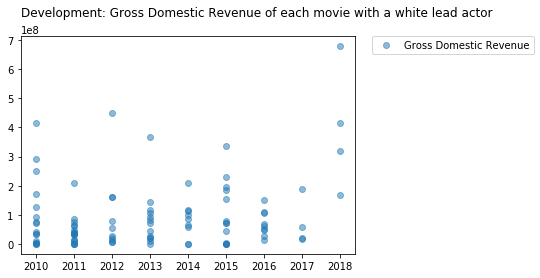 Development: Gross Domestic Revenue of each movie with a white lead actor
1e8
Gross Domestic Revenue
7
6
5
4
3
2
1
0
2010 2011 2012 2013 2014 2015 2016 2017 2018